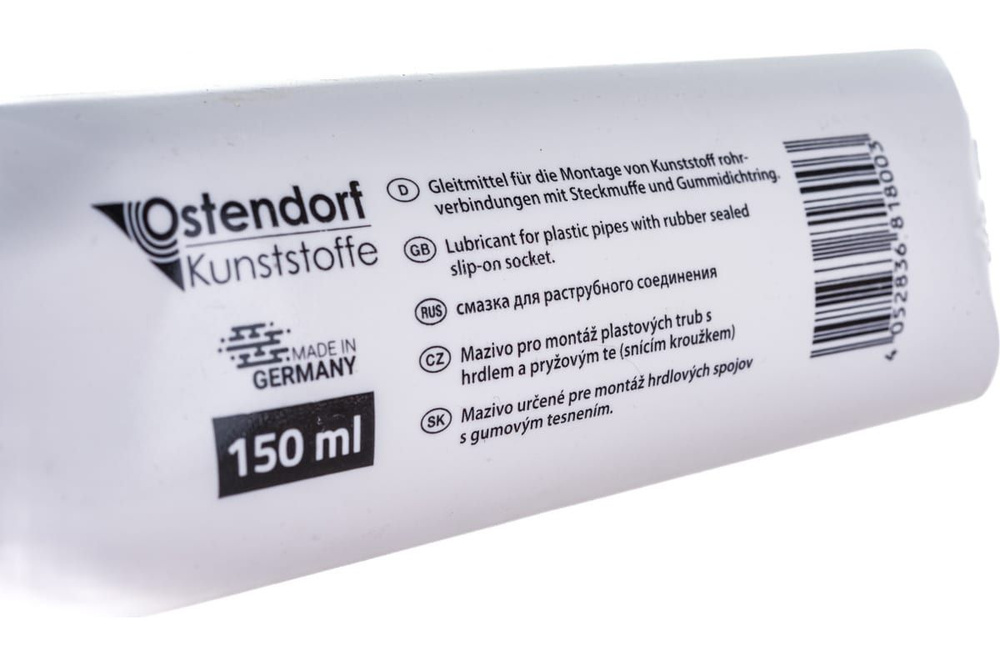 Ostendorf
Kunststoffe
MADE IN
GERMANY
150 ml
D Gleitmittel für die Montage von Kunststoff rohr-
verbindungen mit Steckmuffe und Gummidichtring.
GB Lubricant for plastic pipes with rubber sealed
slip-on socket.
RUS смазка для раструбного соединения
CZ Mazivo pro montáž plastových trub s
hrdlem a pryžovým te (snícím kroužkem)
SK Mazivo určené pre montáž hrdlových spojov
s gumovým tesnením.
4 052836 818003